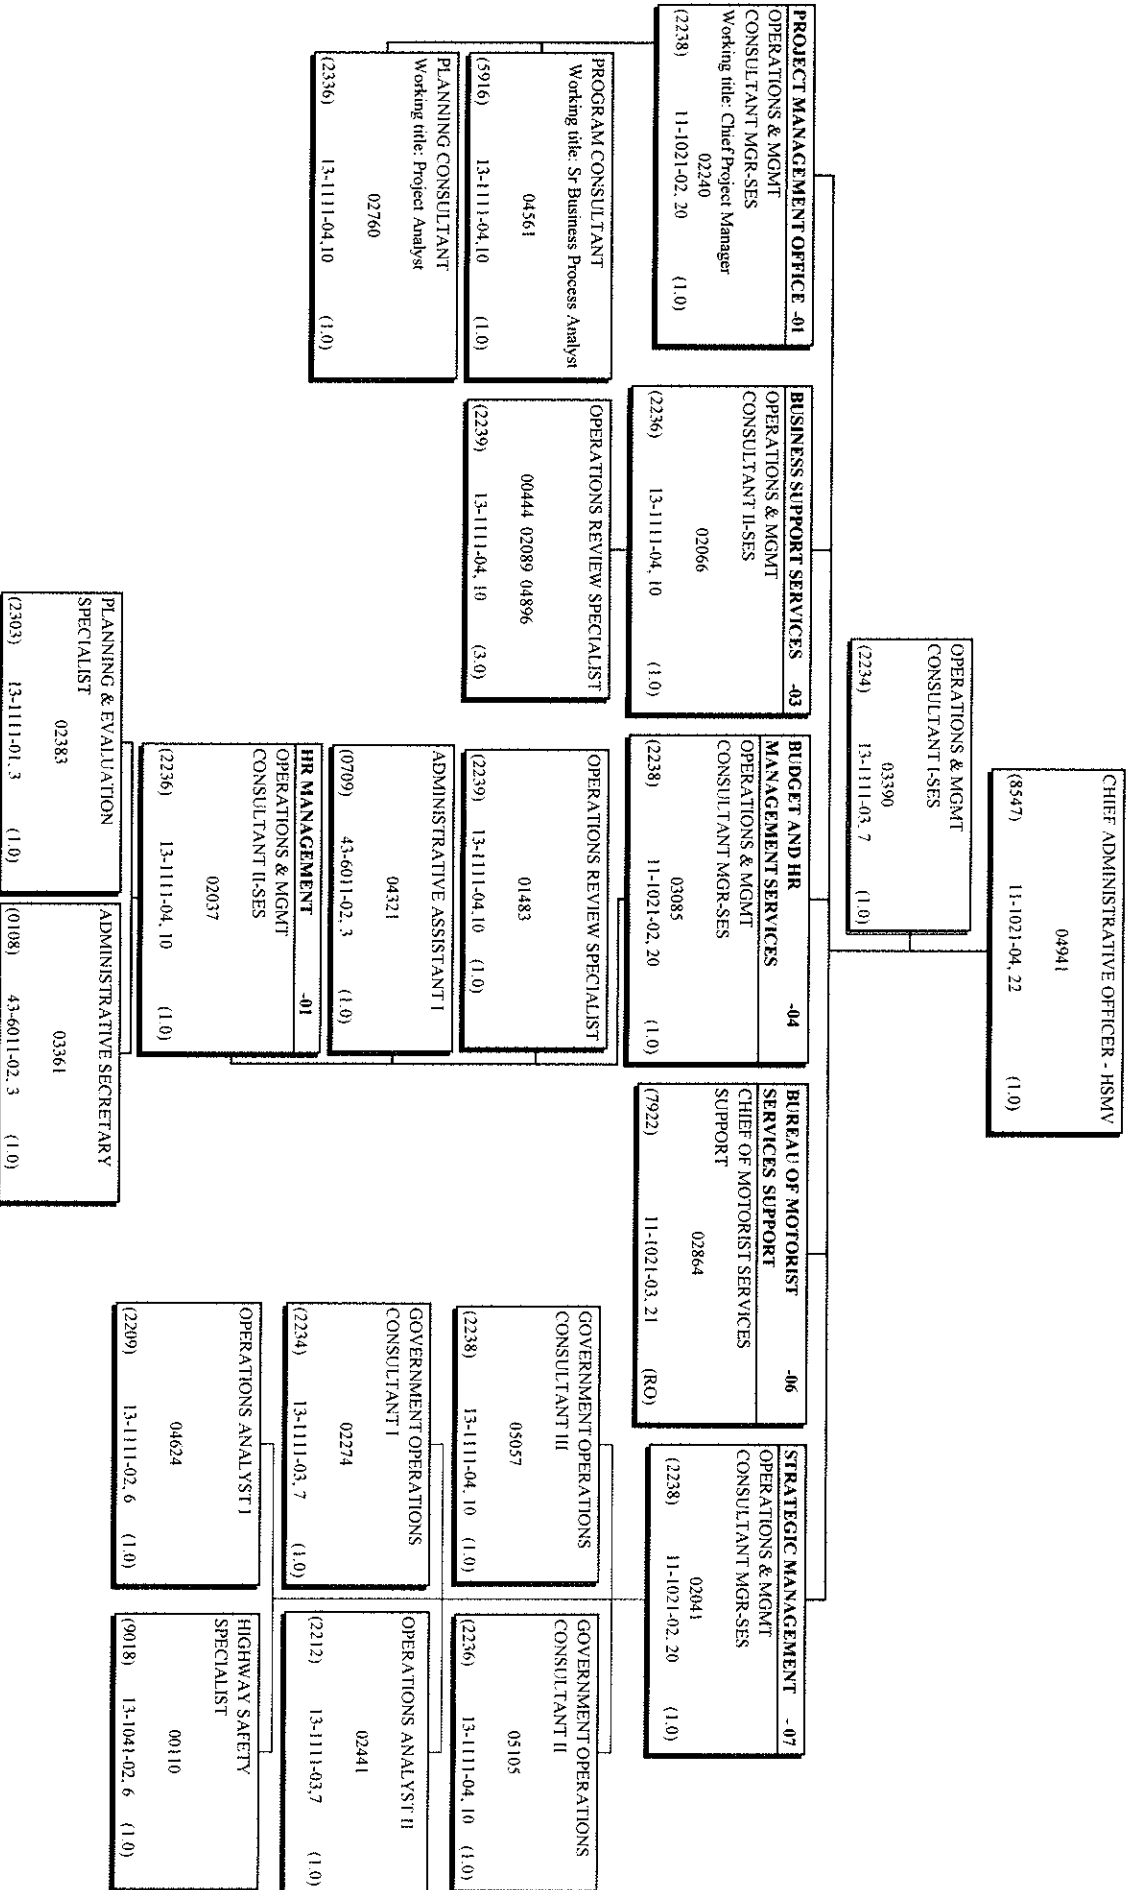 CHIEF ADMINISTRATIVE OFFICER - HSMV
04941
(8547) 11-1021-04, 22 (1.0)
OPERATIONS & MGMT
CONSULTANT I-SES
03390
(2234) 13-1111-03, 7 (1.0)
PROJECT MANAGEMENT OFFICE -01
OPERATIONS & MGMT
CONSULTANT MGR-SES
Working title: Chief Project Manager
02240
(2238) 11-1021-02, 20 (1.0)
PROGRAM CONSULTANT
Working title: Sr Business Process Analyst
04561
(5916) 13-1111-04,10 (1.0)
PLANNING CONSULTANT
Working title: Project Analyst
02760
(2336) 13-1111-04,10 (1.0)
BUSINESS SUPPORT SERVICES -03
OPERATIONS & MGMT
CONSULTANT II-SES
02066
(2236) 13-1111-04, 10 (1.0)
OPERATIONS REVIEW SPECIALIST
00444 02089 04896
(2239) 13-1111-04, 10 (3.0)
BUDGET AND HR
MANAGEMENT SERVICES -04
OPERATIONS & MGMT
CONSULTANT MGR-SES
03085
(2238) 11-1021-02, 20 (1.0)
OPERATIONS REVIEW SPECIALIST
01483
(2239) 13-1111-04,10 (1.0)
ADMINISTRATIVE ASSISTANT I
04321
(0709) 43-6011-02, 3 (1.0)
HR MANAGEMENT -01
OPERATIONS & MGMT
CONSULTANT II-SES
02037
(2236) 13-1111-04, 10 (1.0)
PLANNING & EVALUATION
SPECIALIST
02383
(2303) 13-1111-01, 3 (1.0)
ADMINISTRATIVE SECRETARY
03361
(0108) 43-6011-02, 3 (1.0)
BUREAU OF MOTORIST
SERVICES SUPPORT -06
CHIEF OF MOTORIST SERVICES
SUPPORT
02864
(7922) 11-1021-03, 21 (RO)
STRATEGIC MANAGEMENT - 07
OPERATIONS & MGMT
CONSULTANT MGR-SES
02041
(2238) 11-1021-02, 20 (1.0)
GOVERNMENT OPERATIONS
CONSULTANT III
05057
(2238) 13-1111-04, 10 (1.0)
GOVERNMENT OPERATIONS
CONSULTANT II
05105
(2236) 13-1111-04, 10 (1.0)
GOVERNMENT OPERATIONS
CONSULTANT I
02274
(2234) 13-1111-03, 7 (1.0)
OPERATIONS ANALYST II
02441
(2212) 13-1111-03,7 (1.0)
OPERATIONS ANALYST I
04624
(2209) 13-1111-02, 6 (1.0)
HIGHWAY SAFETY
SPECIALIST
00110
(9018) 13-1041-02, 6 (1.0)